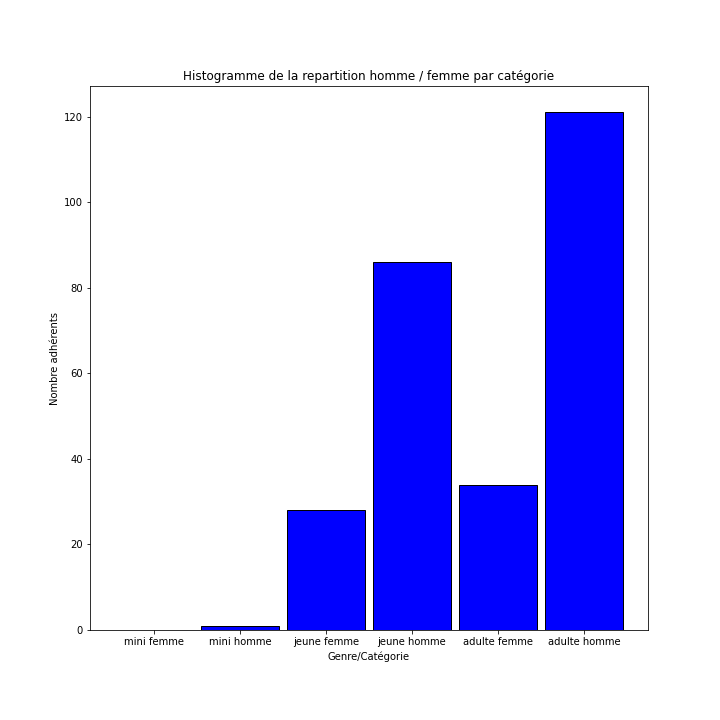 Histogramme de la repartition homme / femme par catégorie
120
100
80
60
40
20
0
Nombre adhérents
mini femme mini homme jeune femme jeune homme adulte femme adulte homme
Genre/Catégorie